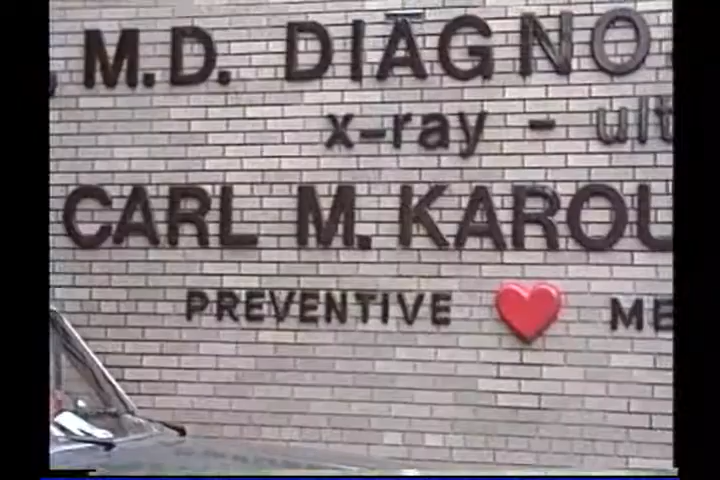 M.D. DIAGNO
x-ray - ult
CARL M. KAROU
PREVENTIVE ME